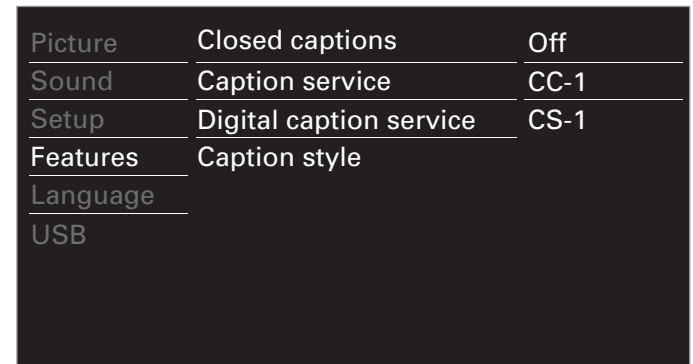 Picture Closed captions Off
Sound Caption service CC-1
Setup Digital caption service CS-1
Features Caption style
Language
USB